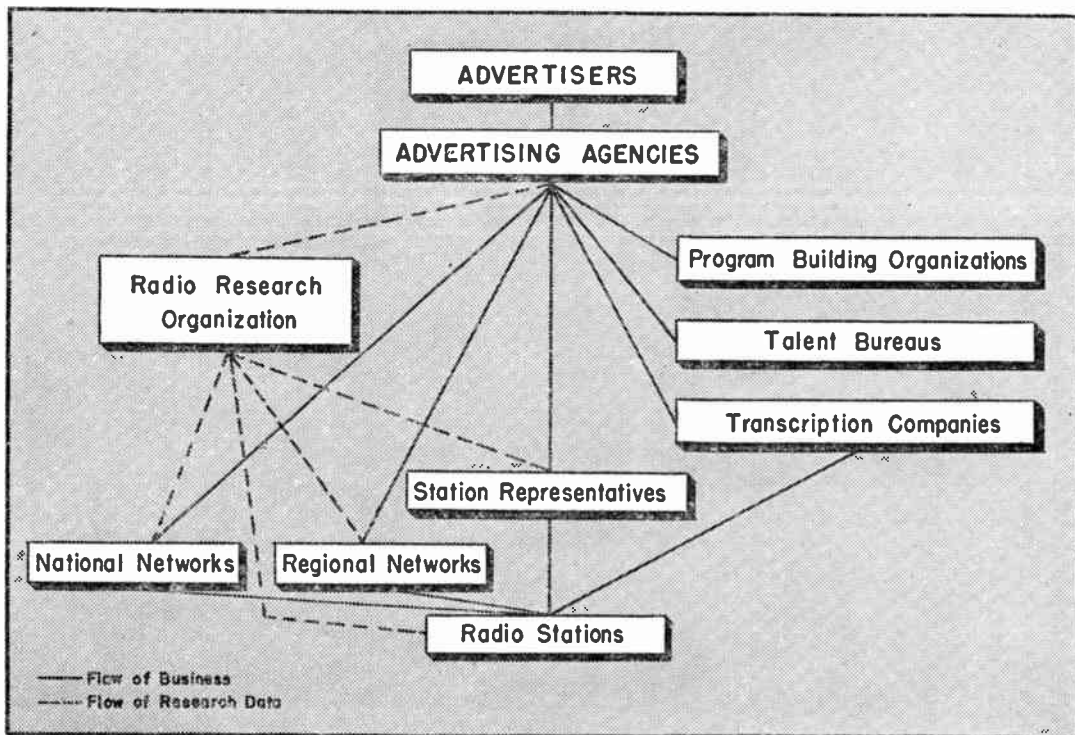 ADVERTISERS
ADVERTISING AGENCIES
Program Building Organizations
Radio Research
Organization
Talent Bureaus
Transcription Companies
Station Representatives
National Networks
Regional Networks
Radio Stations
Flow of Business
Flow of Research Data